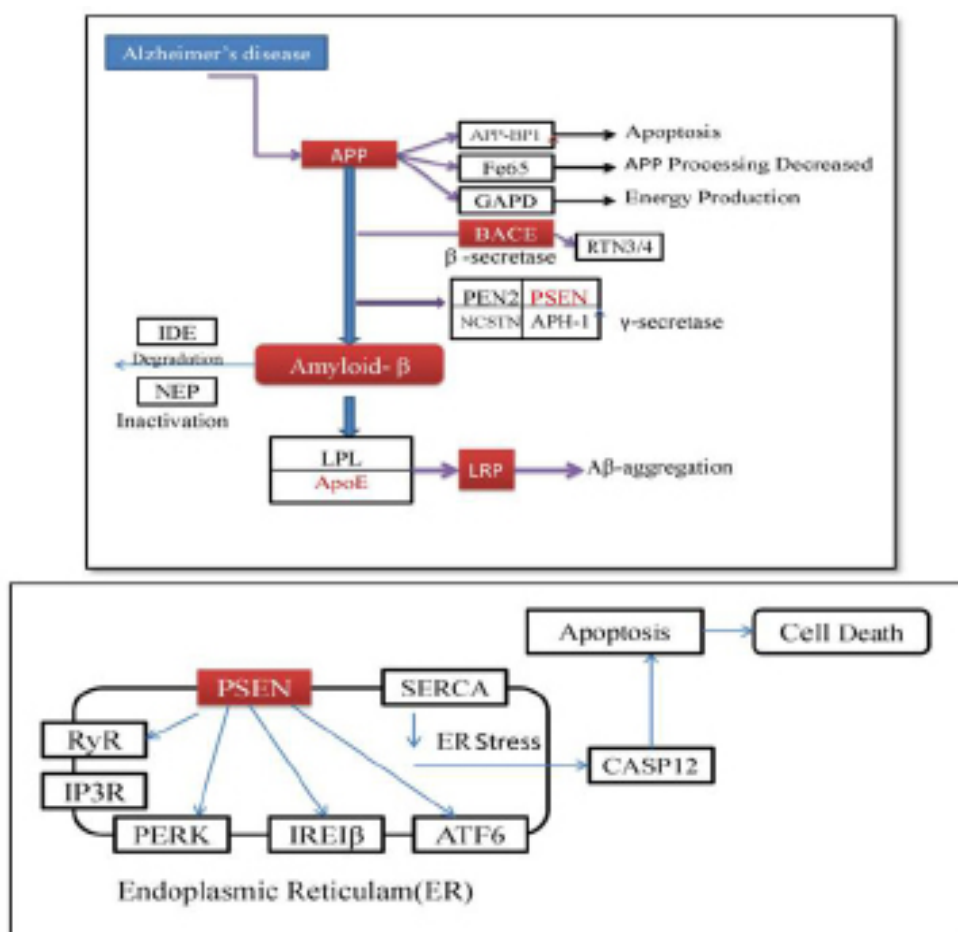 Alzheimer's disease
APP
APP-BP1
Apoptosis
Fe65
APP Processing Decreased
GAPD
Energy Production
BACE
RTN3/4
β -secretase
PEN2 PSEN
NCSTN APH-1
γ-secretase
IDE
Degradation
Amyloid- β
NEP
Inactivation
LPL
ApoE
LRP
Aβ-aggregation
Apoptosis
Cell Death
PSEN
SERCA
RyR
ER Stress
CASP12
IP3R
PERK
IREIβ
ATF6
Endoplasmic Reticulam(ER)